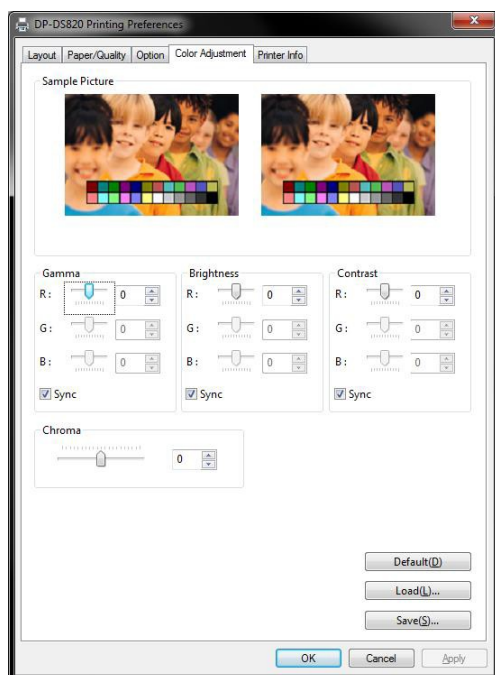 DP-DS820 Printing Preferences
Layout Paper/Quality Option Color Adjustment Printer Info
Sample Picture
Gamma Brightness Contrast
R: 0 R: 0 R: 0
G: 0 G: 0 G: 0
B: 0 B: 0 B: 0
Sync Sync Sync
Chroma
0
Default(D)
Load(L)...
Save(S)...
OK Cancel Apply